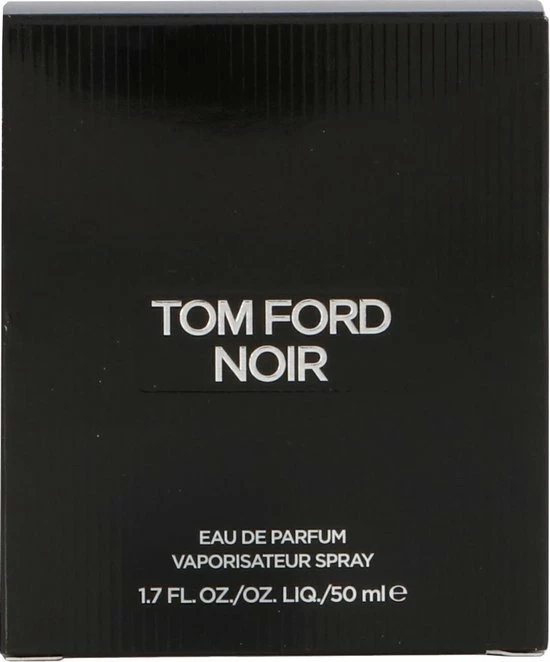 TOM FORD
NOIR
EAU DE PARFUM
VAPORISATEUR SPRAY
1.7 FL. OZ./OZ. LIQ./50 ml ℮